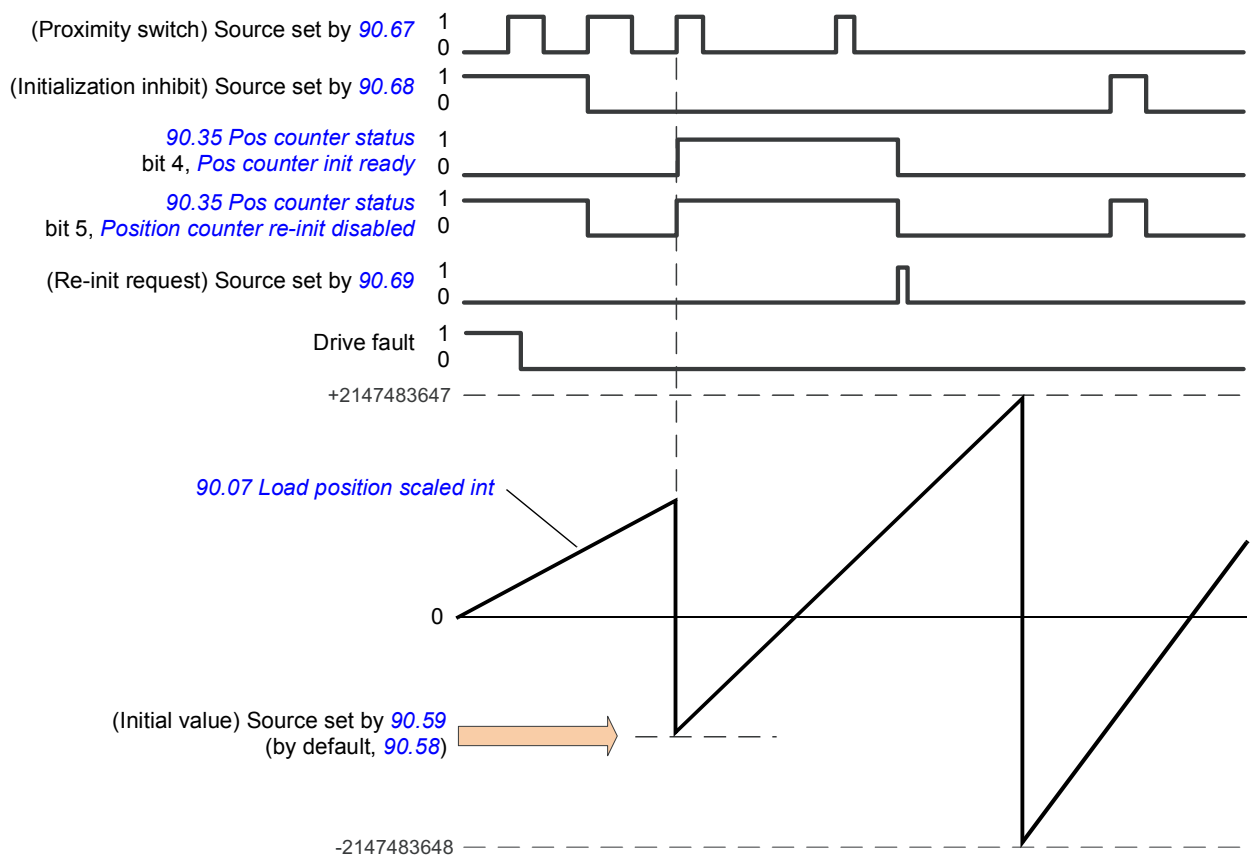 (Proximity switch) Source set by 90.67
1
0
(Initialization inhibit) Source set by 90.68
1
0
90.35 Pos counter status
bit 4, Pos counter init ready
1
0
90.35 Pos counter status
bit 5, Position counter re-init disabled
1
0
(Re-init request) Source set by 90.69
1
0
Drive fault
1
0
+2147483647
90.07 Load position scaled int
0
(Initial value) Source set by 90.59
(by default, 90.58)
-2147483648